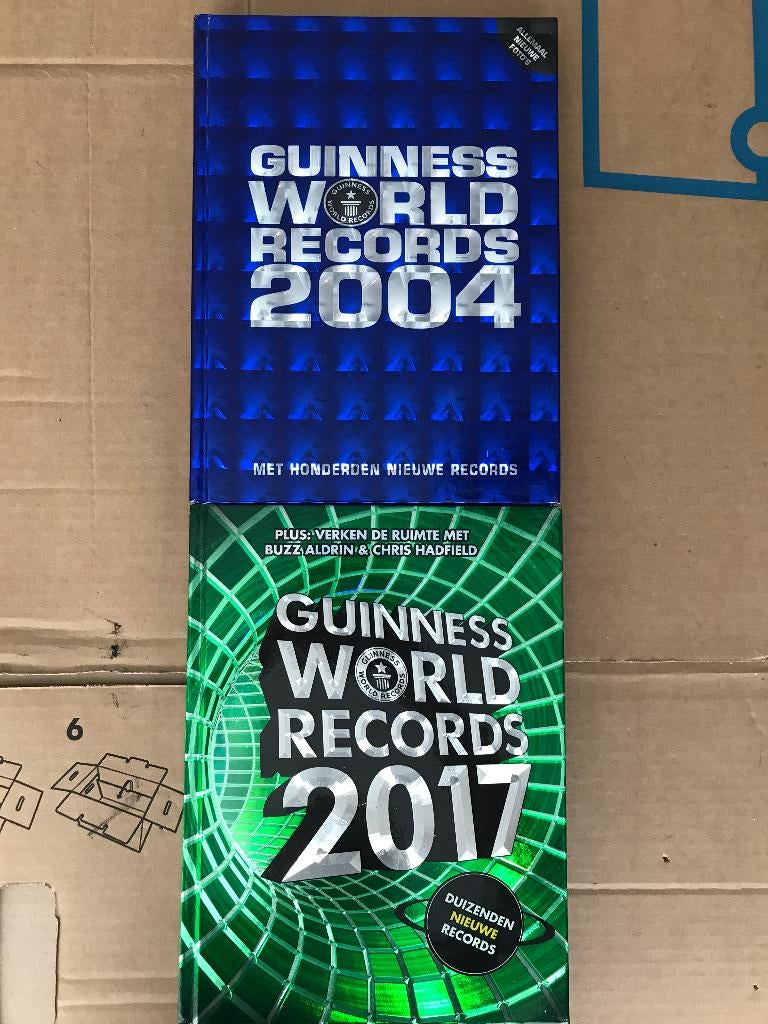 ALLEMAAL
NIEUWE
FOTO'S
GUINNESS
WORLD
GUINNESS
WORLD RECORDS
RECORDS
2004
MET HONDERDEN NIEUWE RECORDS
PLUS: VERKEN DE RUIMTE MET
BUZZ ALDRIN & CHRIS HADFIELD
GUINNESS
WORLD
GUINNESS
WORLD RECORDS
RECORDS
2017
6
DUIZENDEN
NIEUWE
RECORDS